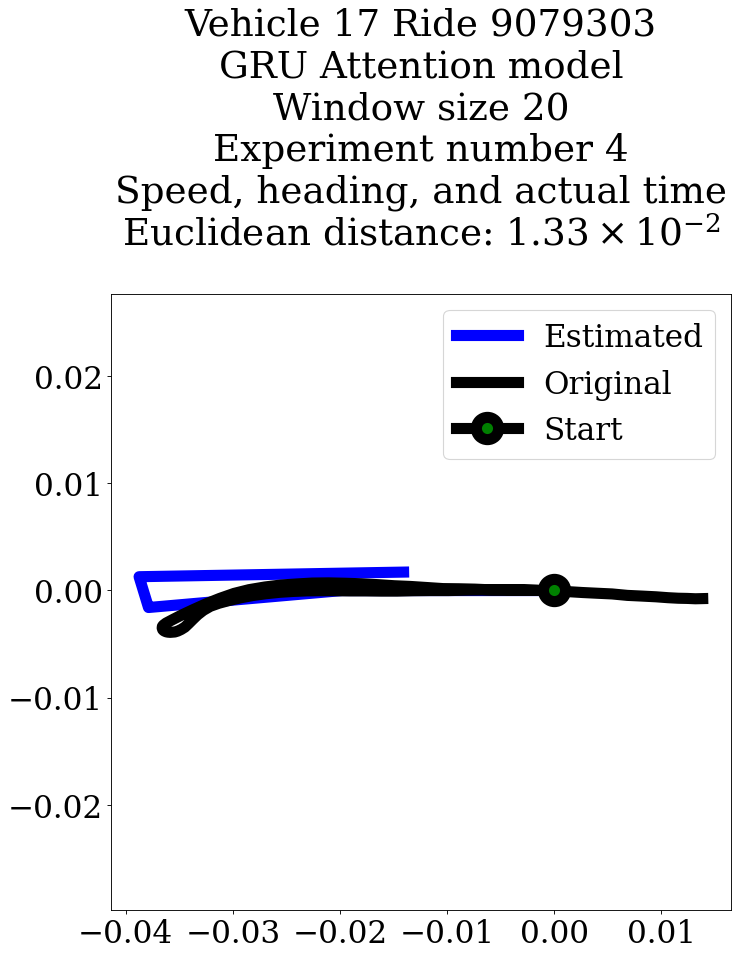 Vehicle 17 Ride 9079303
GRU Attention model
Window size 20
Experiment number 4
Speed, heading, and actual time
Euclidean distance: 1.33 × 10⁻²
Estimated
Original
Start
0.02
0.01
0.00
−0.01
−0.02
−0.04 −0.03 −0.02 −0.01 0.00 0.01